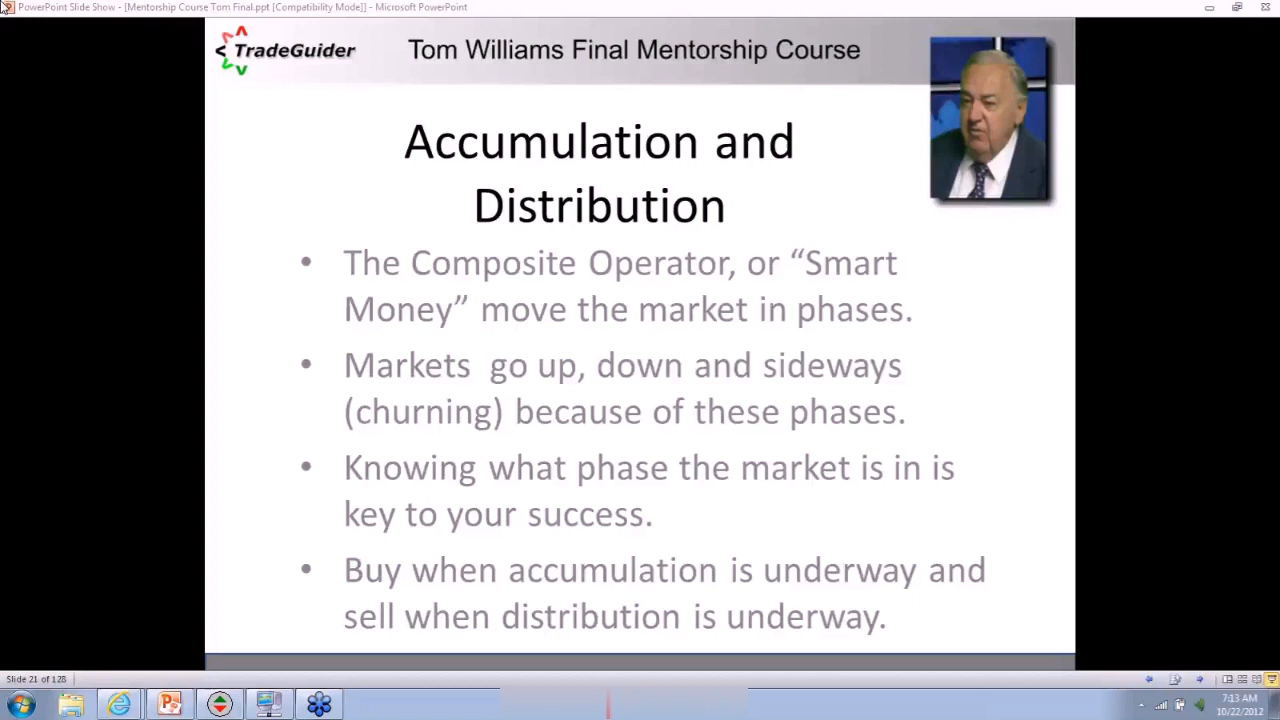 PowerPoint Slide Show - [Mentorship Course Tom Final.ppt [Compatibility Mode]] - Microsoft PowerPoint
TradeGuider
Tom Williams Final Mentorship Course
Accumulation and
Distribution
• The Composite Operator, or “Smart
Money” move the market in phases.
• Markets  go up, down and sideways
(churning) because of these phases.
• Knowing what phase the market is in is
key to your success.
• Buy when accumulation is underway and
sell when distribution is underway.
Slide 21 of 128
7:13 AM
10/22/2012